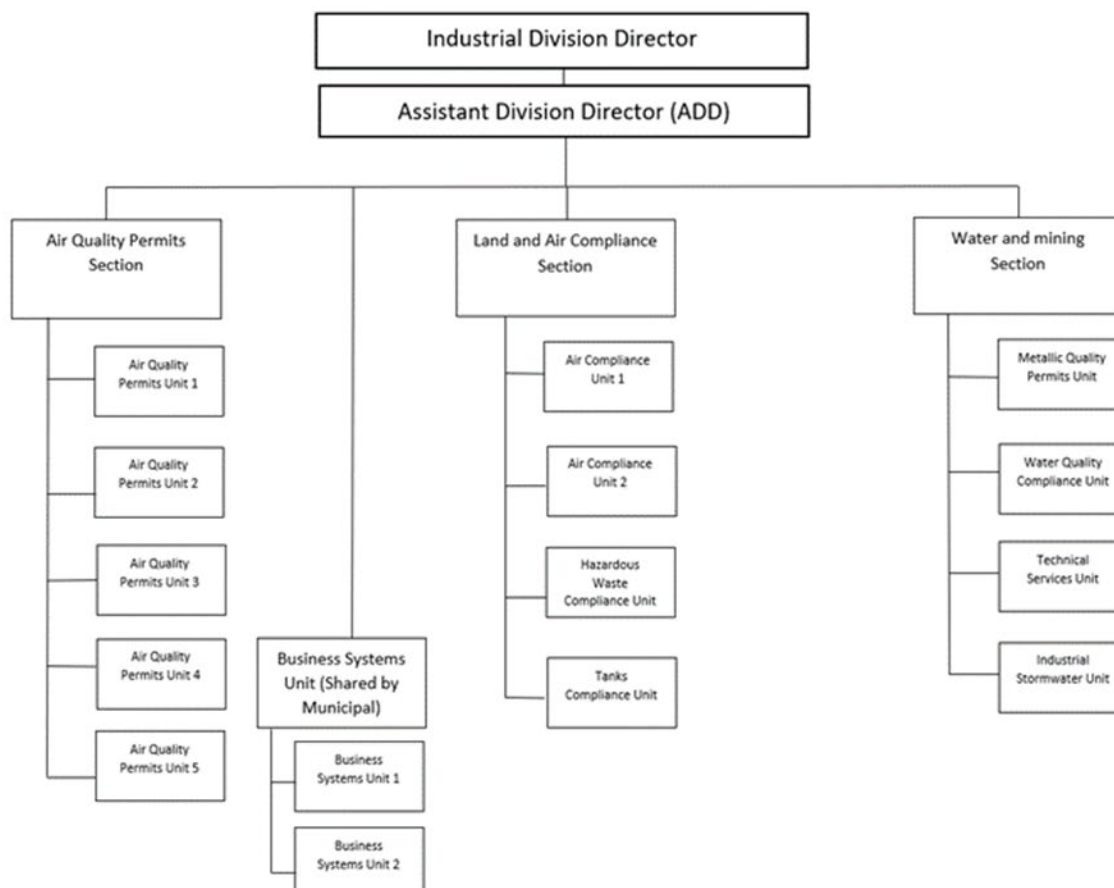 Industrial Division Director
Assistant Division Director (ADD)
Air Quality Permits
Section
Air Quality
Permits Unit 1
Air Quality
Permits Unit 2
Air Quality
Permits Unit 3
Air Quality
Permits Unit 4
Air Quality
Permits Unit 5
Business Systems
Unit (Shared by
Municipal)
Business
Systems Unit 1
Business
Systems Unit 2
Land and Air Compliance
Section
Air Compliance
Unit 1
Air Compliance
Unit 2
Hazardous
Waste
Compliance Unit
Tanks
Compliance Unit
Water and mining
Section
Metallic Quality
Permits Unit
Water Quality
Compliance Unit
Technical
Services Unit
Industrial
Stormwater Unit